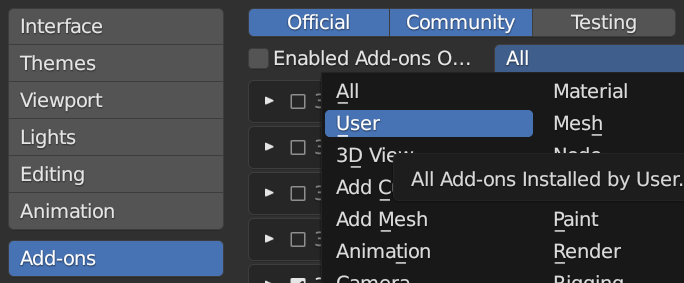 Interface
Themes
Viewport
Lights
Editing
Animation
Add-ons
Official Community Testing
Enabled Add-ons O... All
All
User
3D View
Add
Add Mesh
Animation
Camera
Material
Mesh
Node
Paint
Render
Rigging
All Add-ons Installed by User.